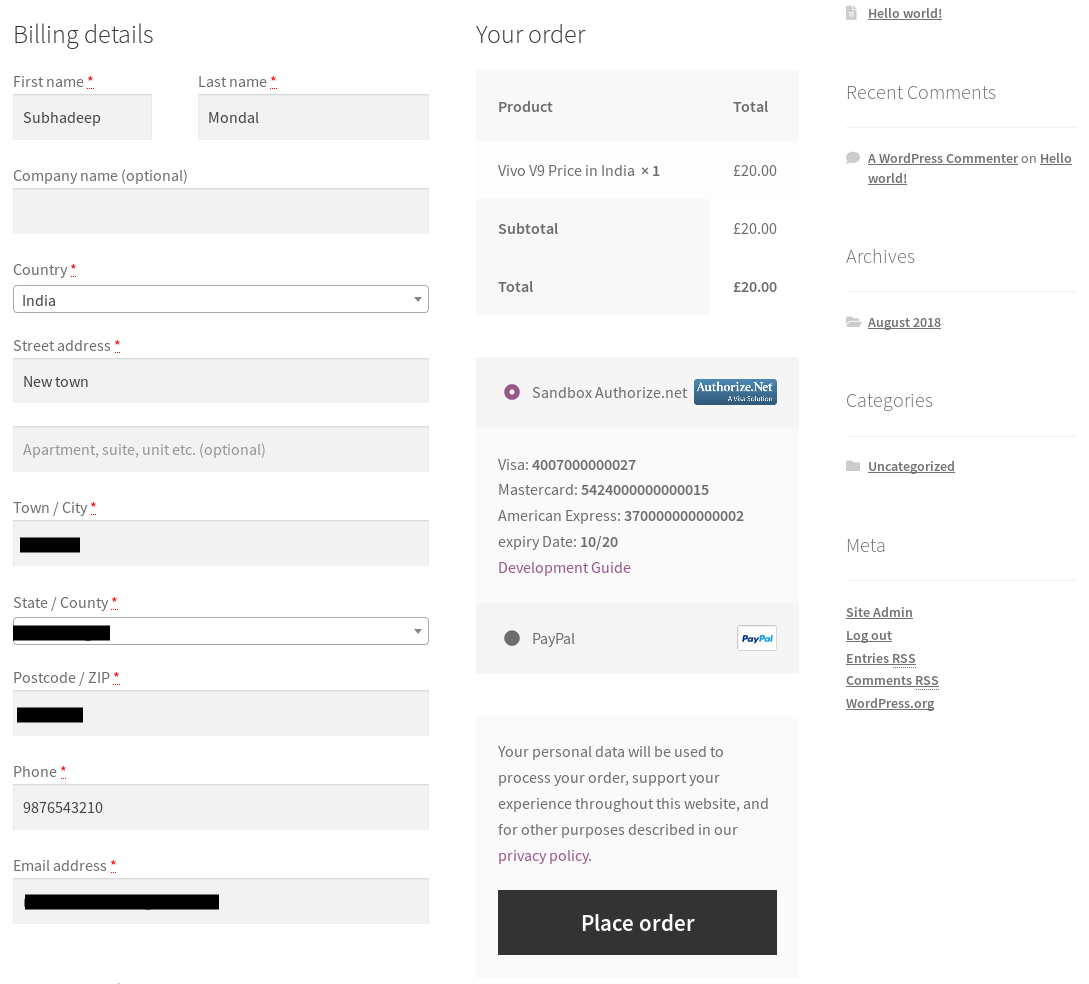 Billing details
First name *
Last name *
Subhadeep
Mondal
Company name (optional)
Country *
India
Street address *
New town
Apartment, suite, unit etc. (optional)
Town / City *
State / County *
Postcode / ZIP *
Phone *
9876543210
Email address *
Your order
Product Total
Vivo V9 Price in India × 1 £20.00
Subtotal £20.00
Total £20.00
Sandbox Authorize.net Authorize.Net
A Visa Solution
Visa: 4007000000027
Mastercard: 5424000000000015
American Express: 370000000000002
expiry Date: 10/20
Development Guide
PayPal PayPal
Your personal data will be used to
process your order, support your
experience throughout this website, and
for other purposes described in our
privacy policy.
Place order
Hello world!
Recent Comments
A WordPress Commenter on Hello
world!
Archives
August 2018
Categories
Uncategorized
Meta
Site Admin
Log out
Entries RSS
Comments RSS
WordPress.org